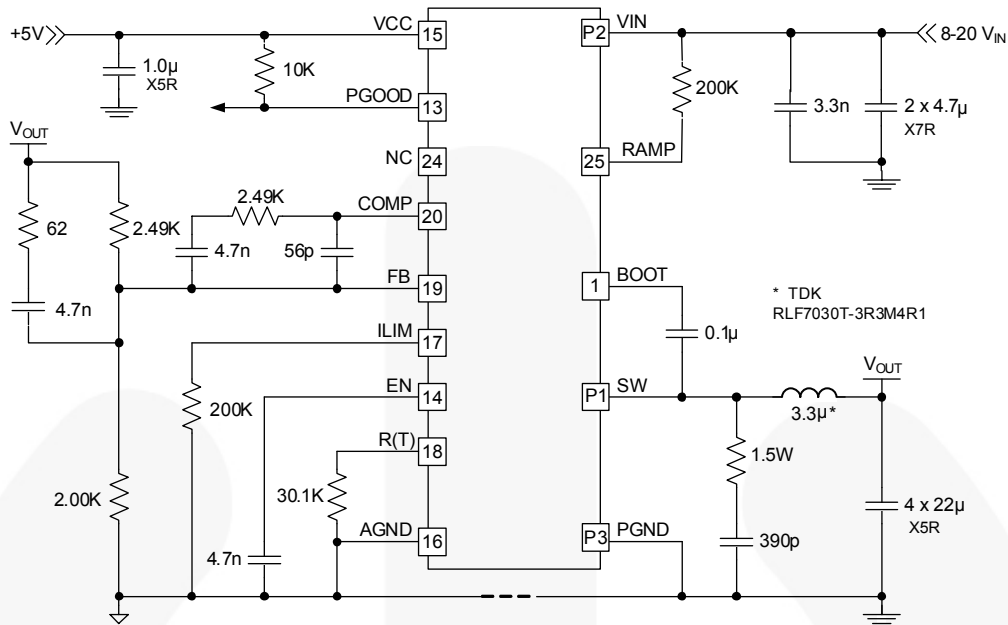 +5V
VCC
15
P2
VIN
8-20 VIN
1.0µ
X5R
10K
200K
3.3n
2 x 4.7µ
X7R
PGOOD
13
VOUT
NC
24
25
RAMP
COMP
20
2.49K
62
2.49K
4.7n
56p
FB
19
1
BOOT
4.7n
* TDK
RLF7030T-3R3M4R1
ILIM
17
0.1µ
EN
14
P1
SW
VOUT
3.3µ*
200K
R(T)
18
1.5W
30.1K
2.00K
4 x 22µ
X5R
AGND
16
P3
PGND
390p
4.7n